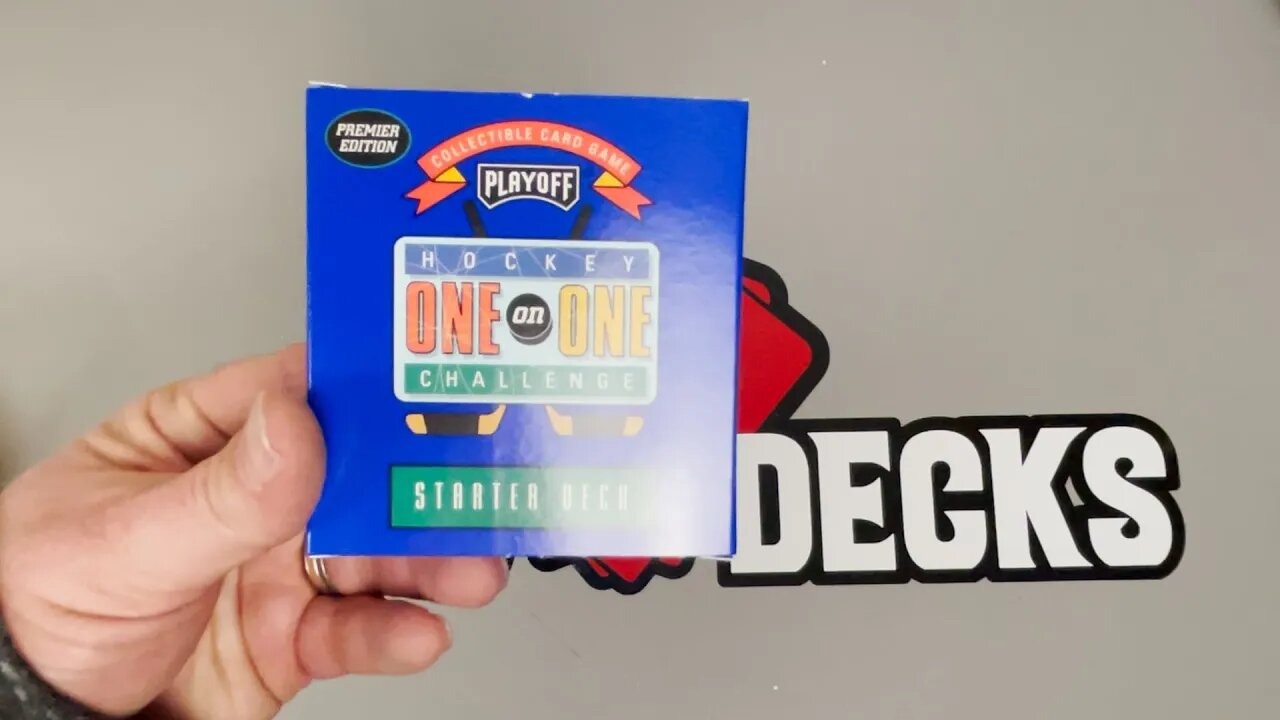 PREMIER
EDITION
COLLECTIBLE CARD GAME
PLAYOFF
HOCKEY
ONE on ONE
CHALLENGE
STARTER DECK
DECKS